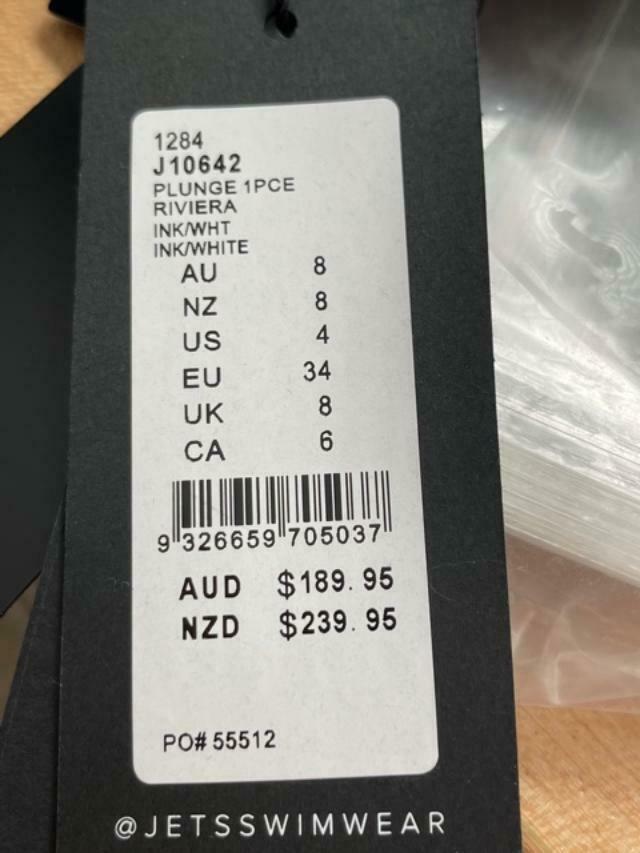 1284
J10642
PLUNGE 1PCE
RIVIERA
INK/WHT
INK/WHITE
AU 8
NZ 8
US 4
EU 34
UK 8
CA 6
9 326659 705037
AUD $189.95
NZD $239.95
PO# 55512
@JETSSWIMWEAR